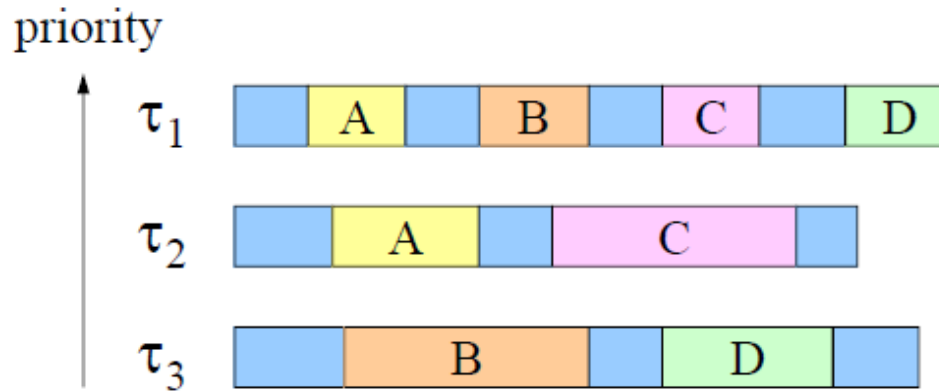 priority
τ1 A B C D
τ2 A C
τ3 B D